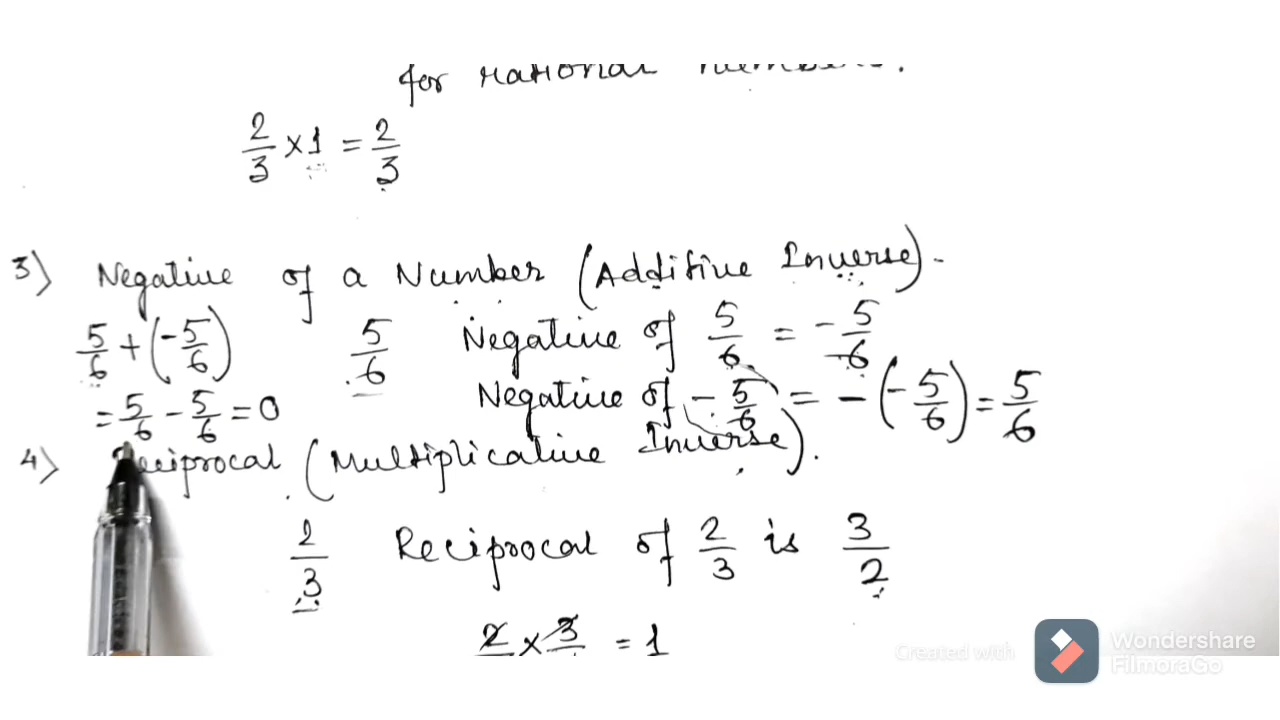 for rational numbers.
2/3 × 1 = 2/3
3) Negative of a Number (Additive Inverse).
5/6 + (-5/6)
= 5/6 - 5/6 = 0
5/6 Negative of 5/6 = -5/6
Negative of -5/6 = -(-5/6) = 5/6
4) Reciprocal (Multiplicative Inverse).
2/3 Reciprocal of 2/3 is 3/2
2 × 3 = 1
Created with
Wondershare
FilmoraGo